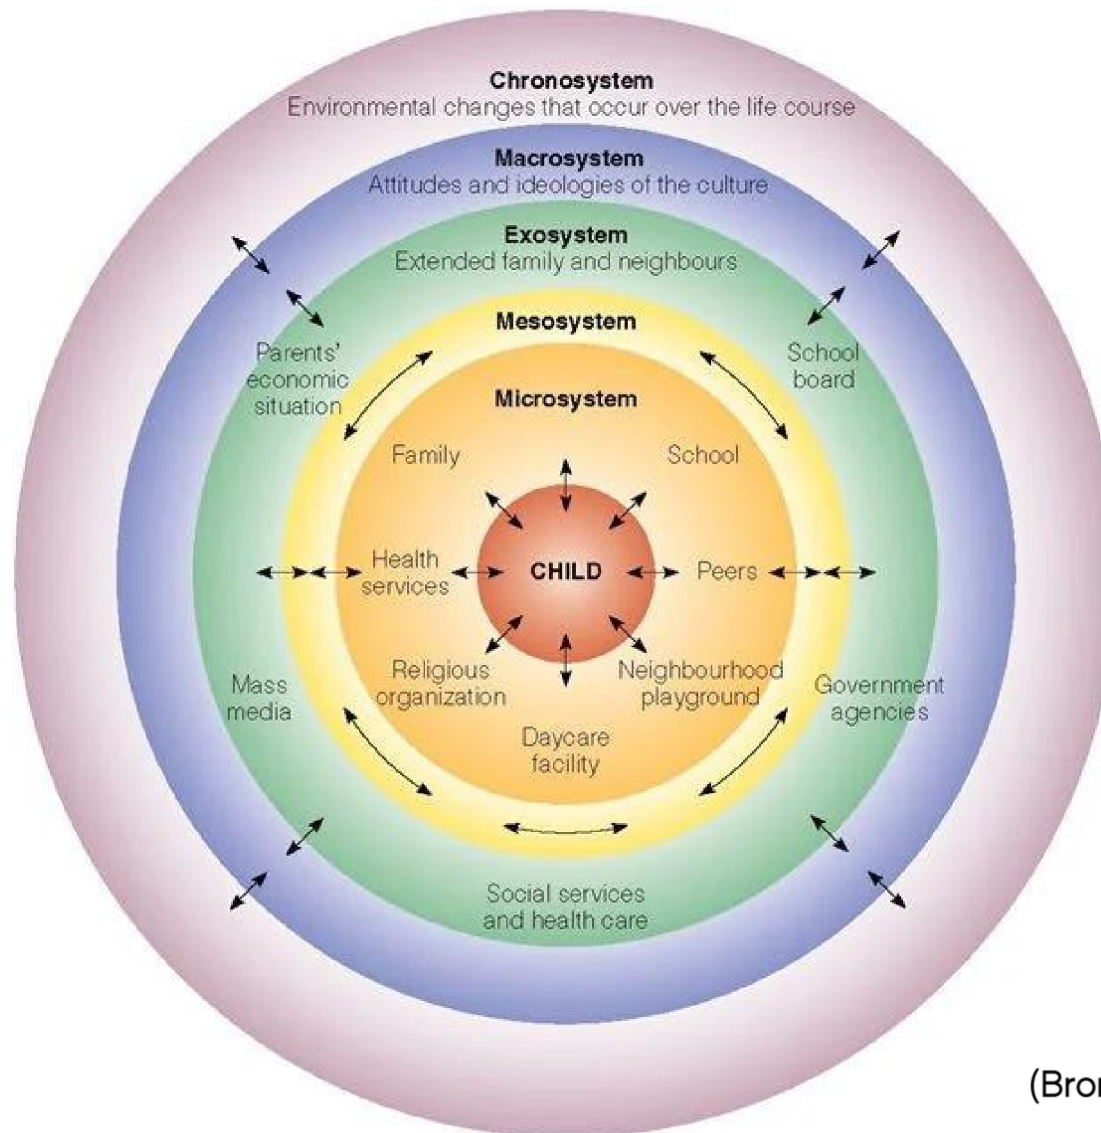 Chronosystem
Environmental changes that occur over the life course
Macrosystem
Attitudes and ideologies of the culture
Exosystem
Extended family and neighbours
Mesosystem
Parents'
economic
situation
School
board
Microsystem
Family
School
Health
services
CHILD
Peers
Religious
organization
Neighbourhood
playground
Mass
media
Government
agencies
Daycare
facility
Social services
and health care